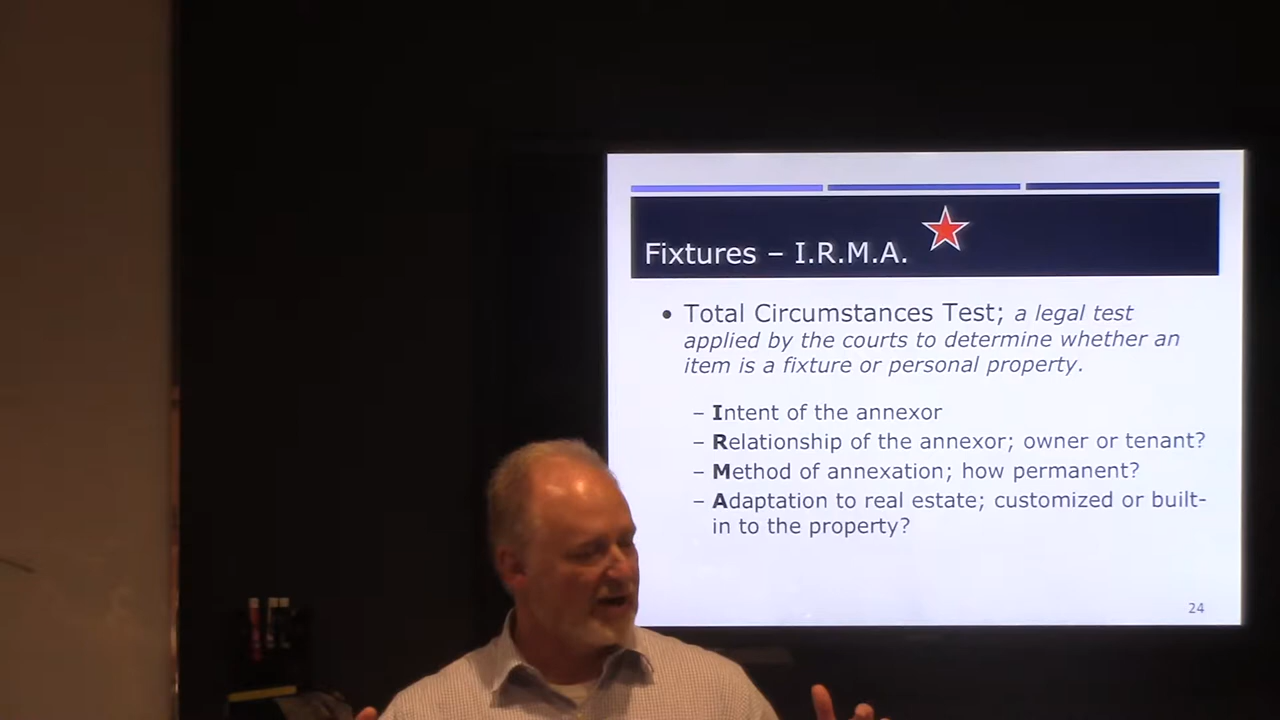 Fixtures – I.R.M.A.
• Total Circumstances Test; a legal test
applied by the courts to determine whether an
item is a fixture or personal property.
– Intent of the annexor
– Relationship of the annexor; owner or tenant?
– Method of annexation; how permanent?
– Adaptation to real estate; customized or built-
in to the property?
24